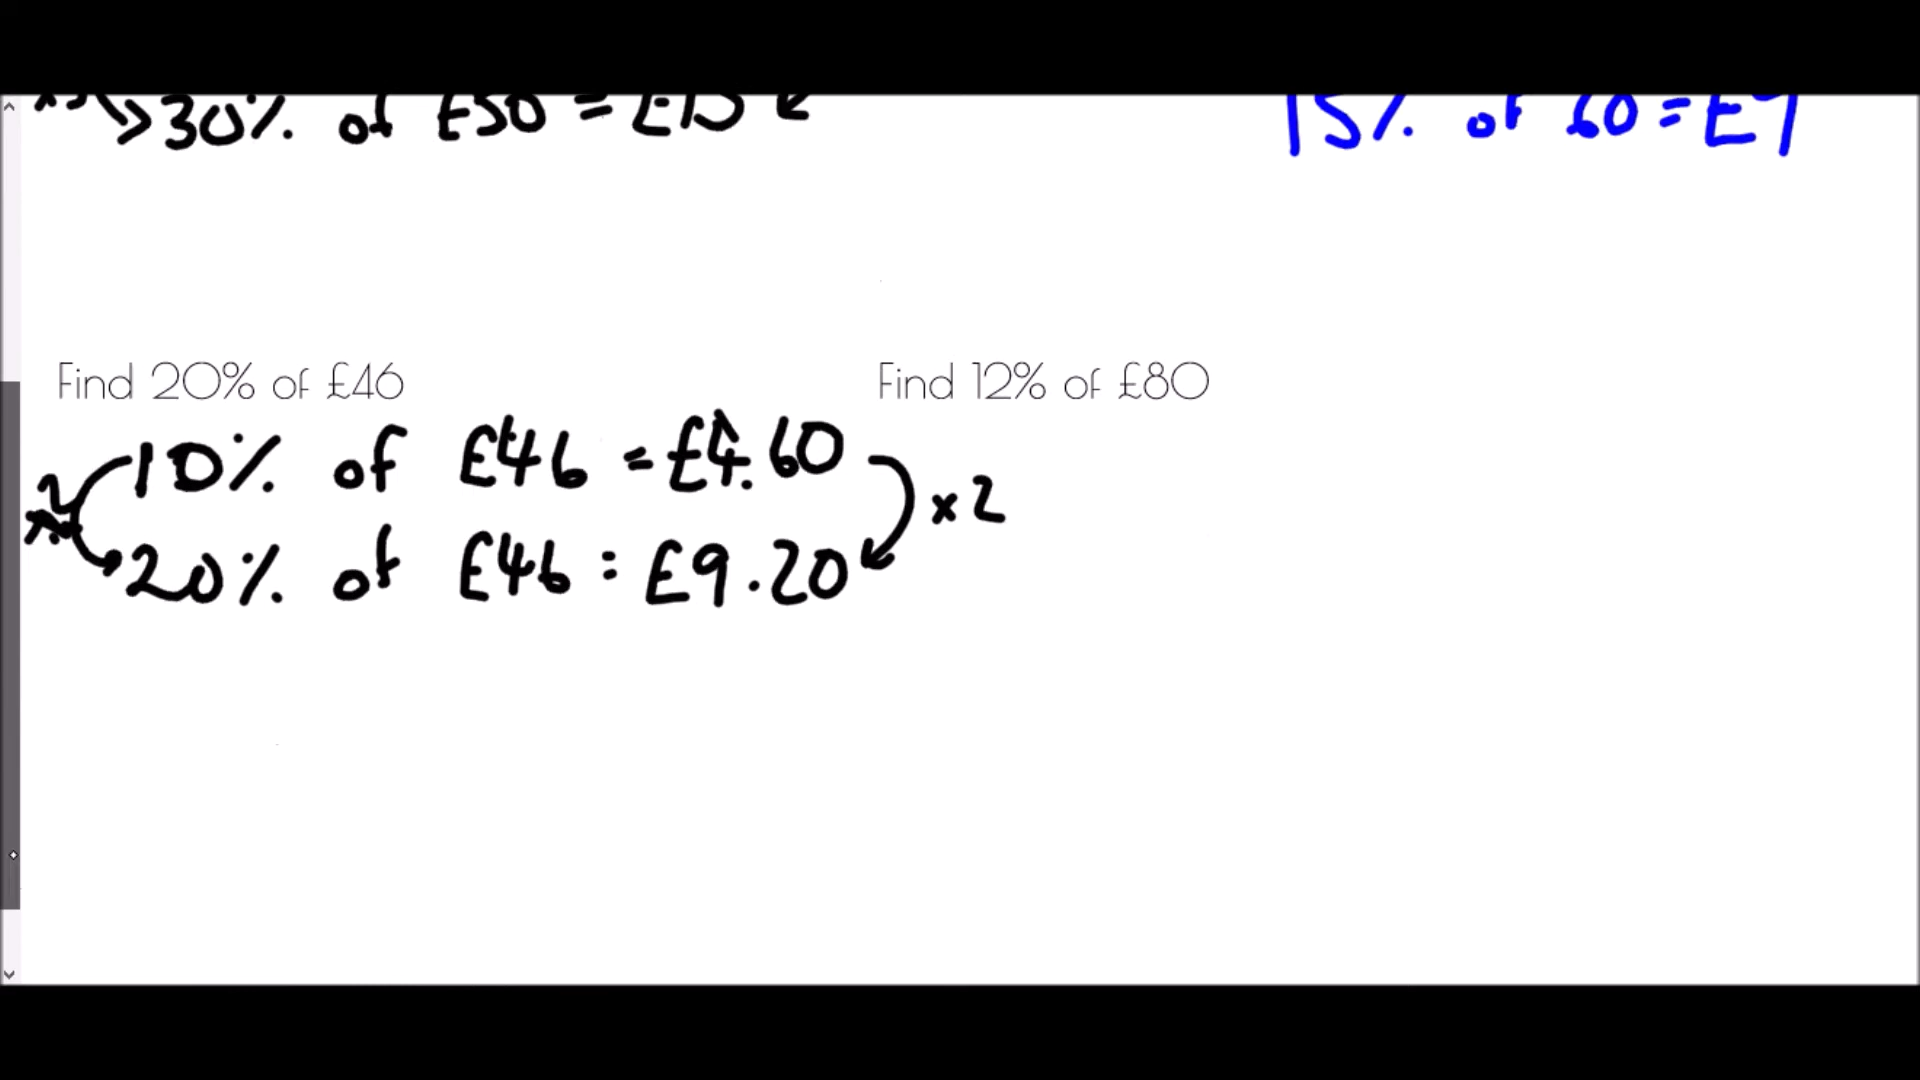 30% of £50 = £15
15% of 60 = £9
Find 20% of £46
10% of £46 = £4.60
×2
×2
20% of £46 = £9.20
Find 12% of £80